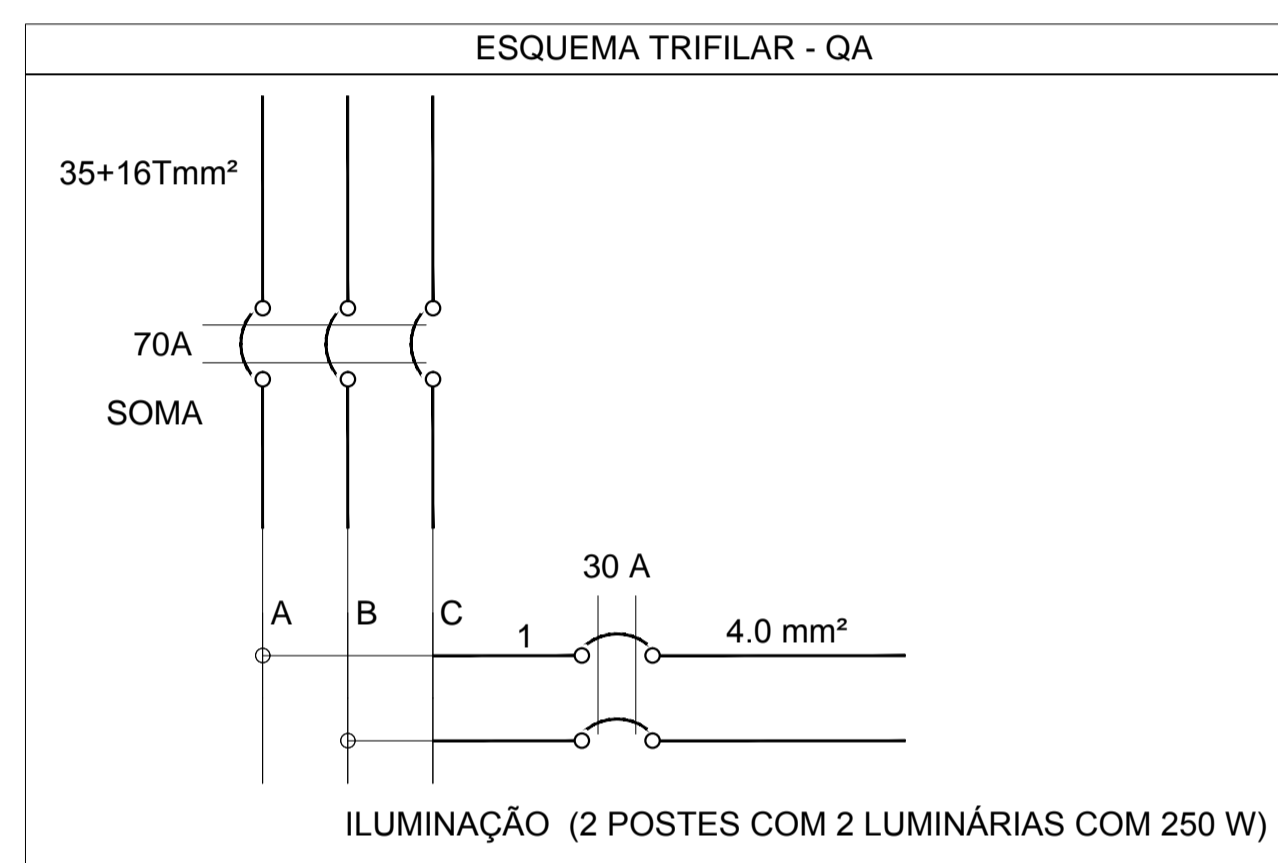 ESQUEMA TRIFILAR - QA
35+16Tmm²
70A
SOMA
30 A
A B C
1
4.0 mm²
ILUMINAÇÃO (2 POSTES COM 2 LUMINÁRIAS COM 250 W)